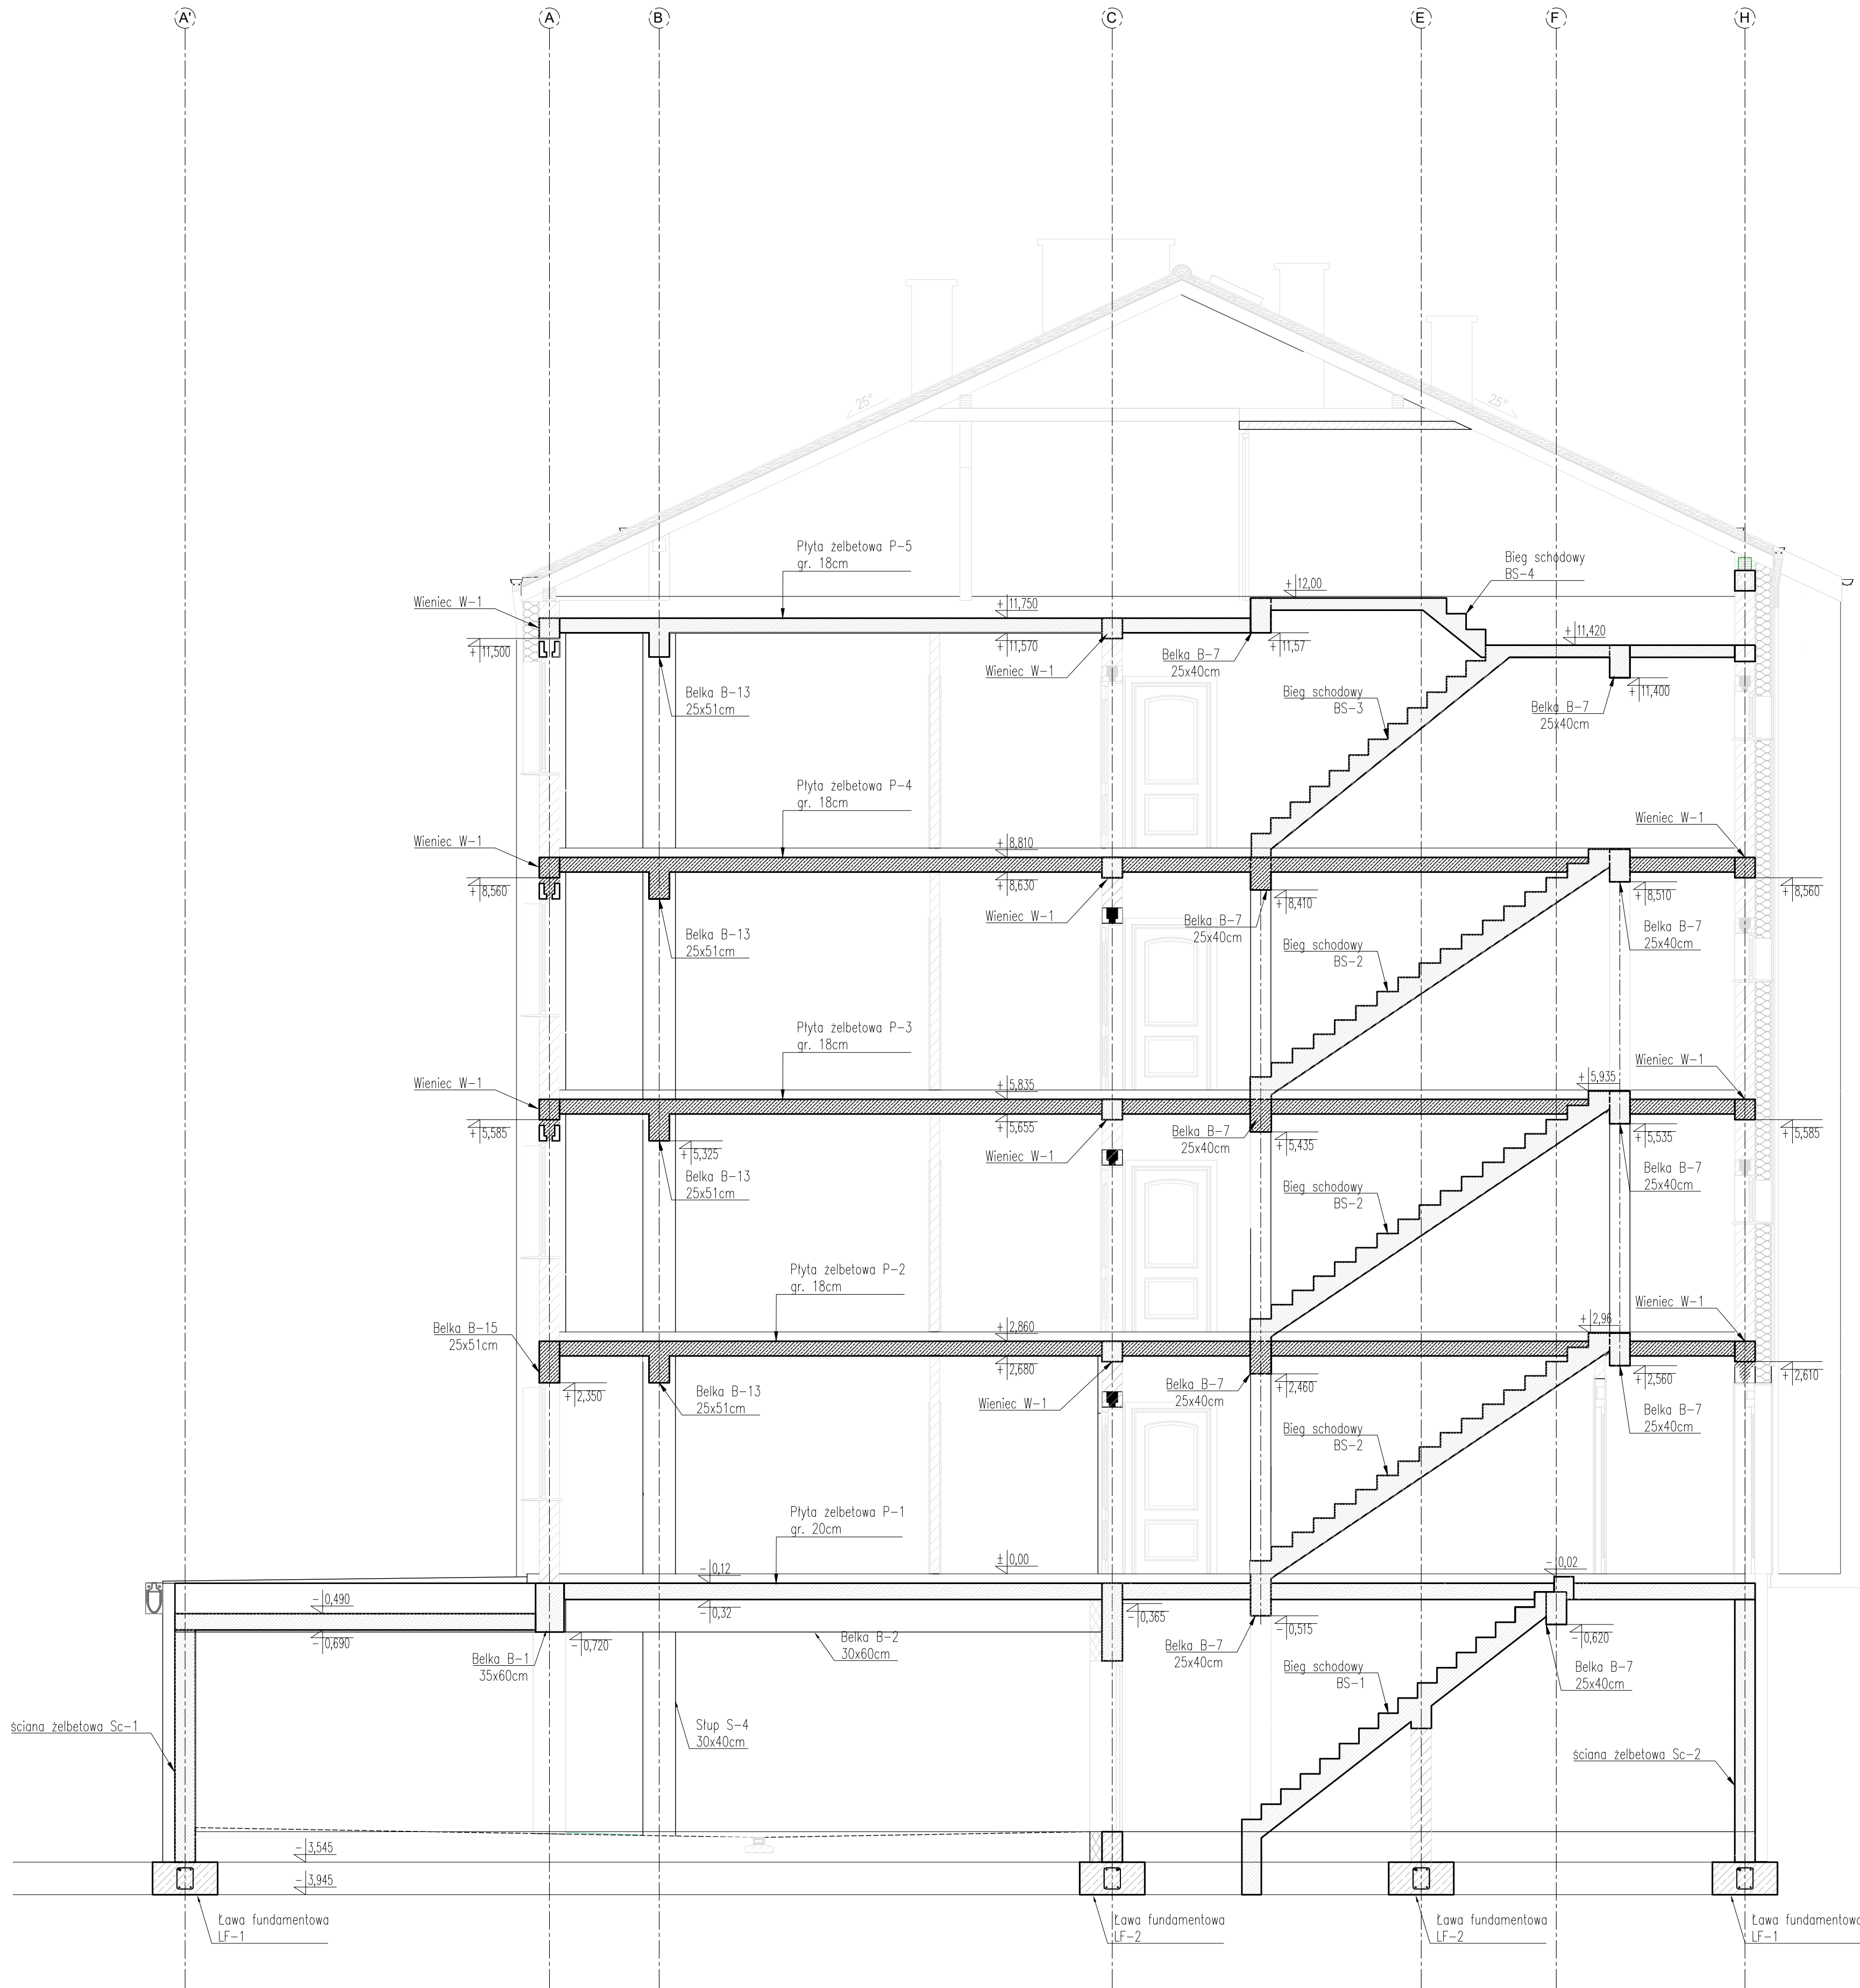 A' A B C E F H
25° 25°
Płyta żelbetowa P-5
gr. 18cm
Bieg schodowy
BS-4
+12,00
Wieniec W-1
+11,750
+11,500
+11,570
+11,57
+11,420
Wieniec W-1
Belka B-7
25x40cm
+11,400
Belka B-13
25x51cm
Bieg schodowy
BS-3
Belka B-7
25x40cm
Płyta żelbetowa P-4
gr. 18cm
Wieniec W-1
+8,810
Wieniec W-1
+8,560
+8,630
+8,410
+8,510
+8,560
Wieniec W-1
Belka B-7
25x40cm
Belka B-7
25x40cm
Belka B-13
25x51cm
Bieg schodowy
BS-2
Płyta żelbetowa P-3
gr. 18cm
Wieniec W-1
+5,835
+5,935
Wieniec W-1
+5,585
+5,655
+5,435
+5,535
+5,585
+5,325
Wieniec W-1
Belka B-7
25x40cm
Belka B-7
25x40cm
Belka B-13
25x51cm
Bieg schodowy
BS-2
Płyta żelbetowa P-2
gr. 18cm
Belka B-15
25x51cm
+2,860
+2,96
Wieniec W-1
+2,350
+2,680
+2,460
+2,560
+2,610
Belka B-13
25x51cm
Wieniec W-1
Belka B-7
25x40cm
Belka B-7
25x40cm
Bieg schodowy
BS-2
Płyta żelbetowa P-1
gr. 20cm
-0,12
±0,00
-0,02
-0,490
-0,32
-0,365
-0,515
-0,620
-0,690
-0,720
Belka B-1
35x60cm
Belka B-2
30x60cm
Belka B-7
25x40cm
Bieg schodowy
BS-1
Belka B-7
25x40cm
ściana żelbetowa Sc-1
Słup S-4
30x40cm
ściana żelbetowa Sc-2
-3,545
-3,945
Ława fundamentowa
LF-1
Ława fundamentowa
LF-2
Ława fundamentowa
LF-2
Ława fundamentowa
LF-1